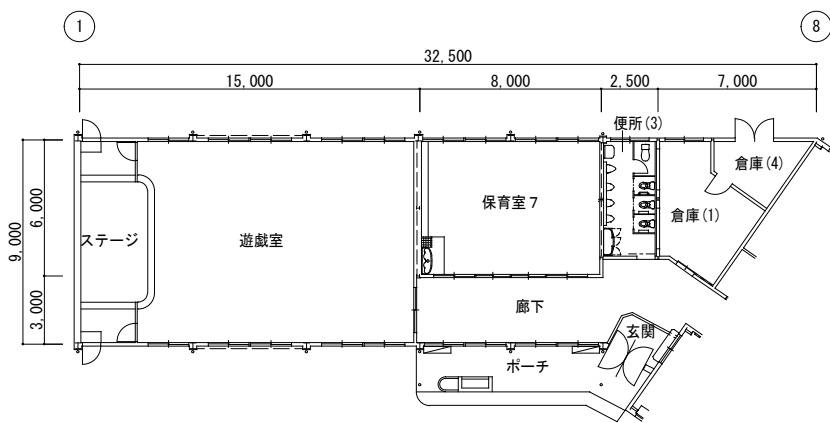 1
8
32,500
15,000
8,000
2,500
7,000
便所(3)
倉庫(4)
保育室7
倉庫(1)
ステージ
遊戯室
9,000
6,000
3,000
廊下
玄関
ポーチ